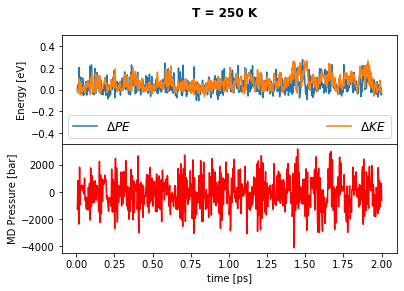 T = 250 K
Energy [eV]
0.4
0.2
0.0
−0.2
−0.4
ΔPE
ΔKE
MD Pressure [bar]
2000
0
−2000
−4000
0.00 0.25 0.50 0.75 1.00 1.25 1.50 1.75 2.00
time [ps]